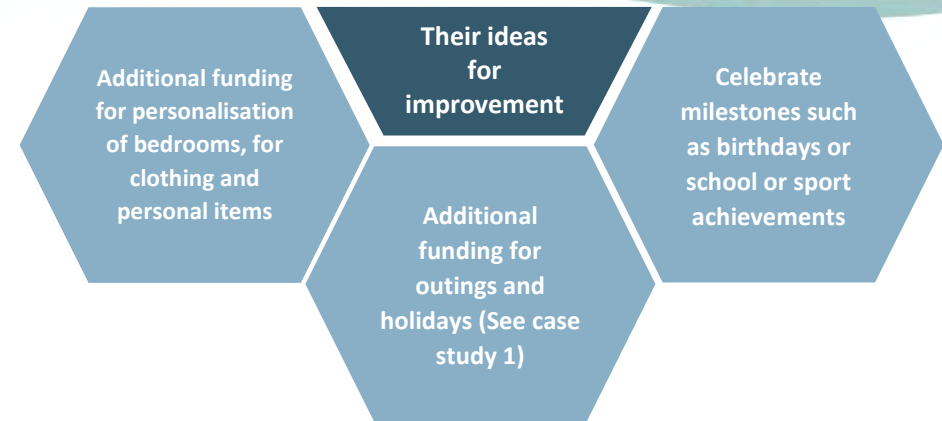 Their ideas
for
improvement
Additional funding
for personalisation
of bedrooms, for
clothing and
personal items
Additional
funding for
outings and
holidays (See case
study 1)
Celebrate
milestones such
as birthdays or
school or sport
achievements